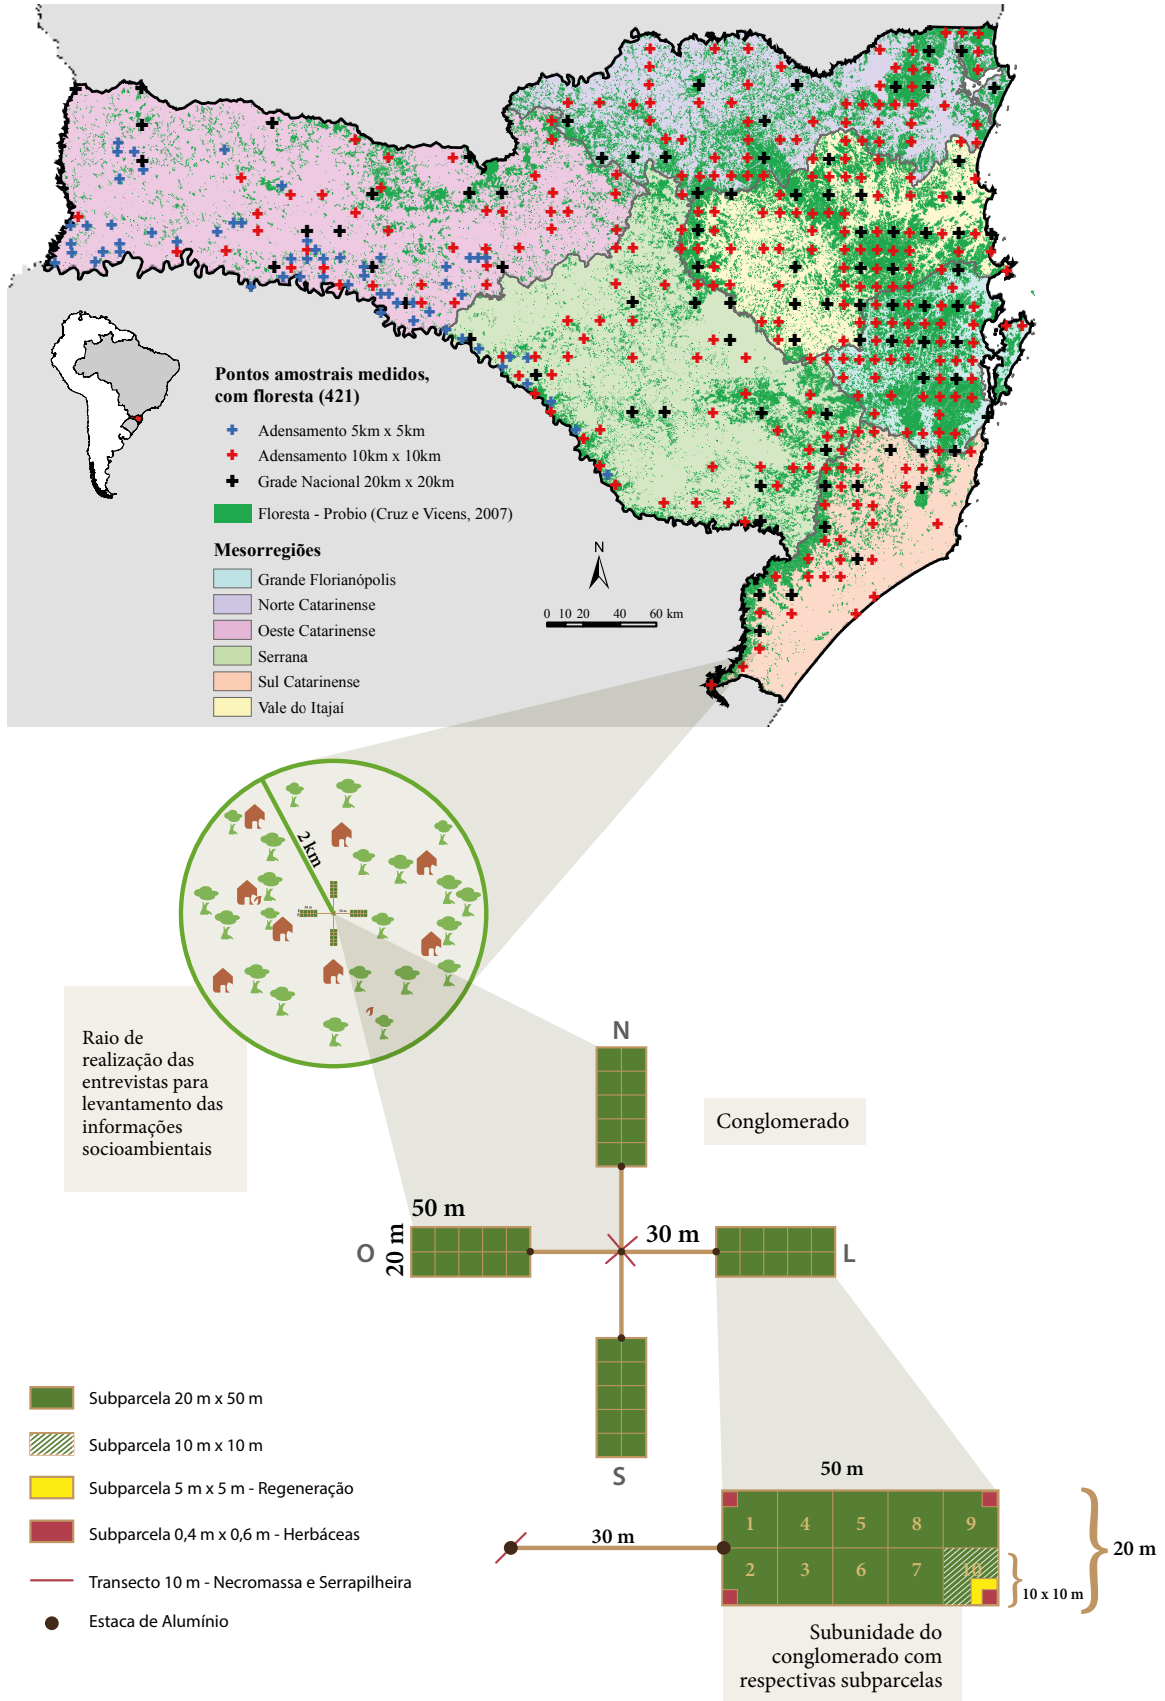 Pontos amostrais medidos,
com floresta (421)
Adensamento 5km x 5km
Adensamento 10km x 10km
Grade Nacional 20km x 20km
Floresta - Probio (Cruz e Vicens, 2007)
Mesorregiões
Grande Florianópolis
Norte Catarinense
Oeste Catarinense
Serrana
Sul Catarinense
Vale do Itajaí
N
0 10 20 40 60 km
2 km
Raio de
realização das
entrevistas para
levantamento das
informações
socioambientais
N
Conglomerado
50 m
20 m
O
30 m
L
S
Subparcela 20 m x 50 m
Subparcela 10 m x 10 m
Subparcela 5 m x 5 m - Regeneração
Subparcela 0,4 m x 0,6 m - Herbáceas
Transecto 10 m - Necromassa e Serrapilheira
Estaca de Alumínio
50 m
30 m
1 4 5 8 9
2 3 6 7 10
20 m
10 x 10 m
Subunidade do
conglomerado com
respectivas subparcelas